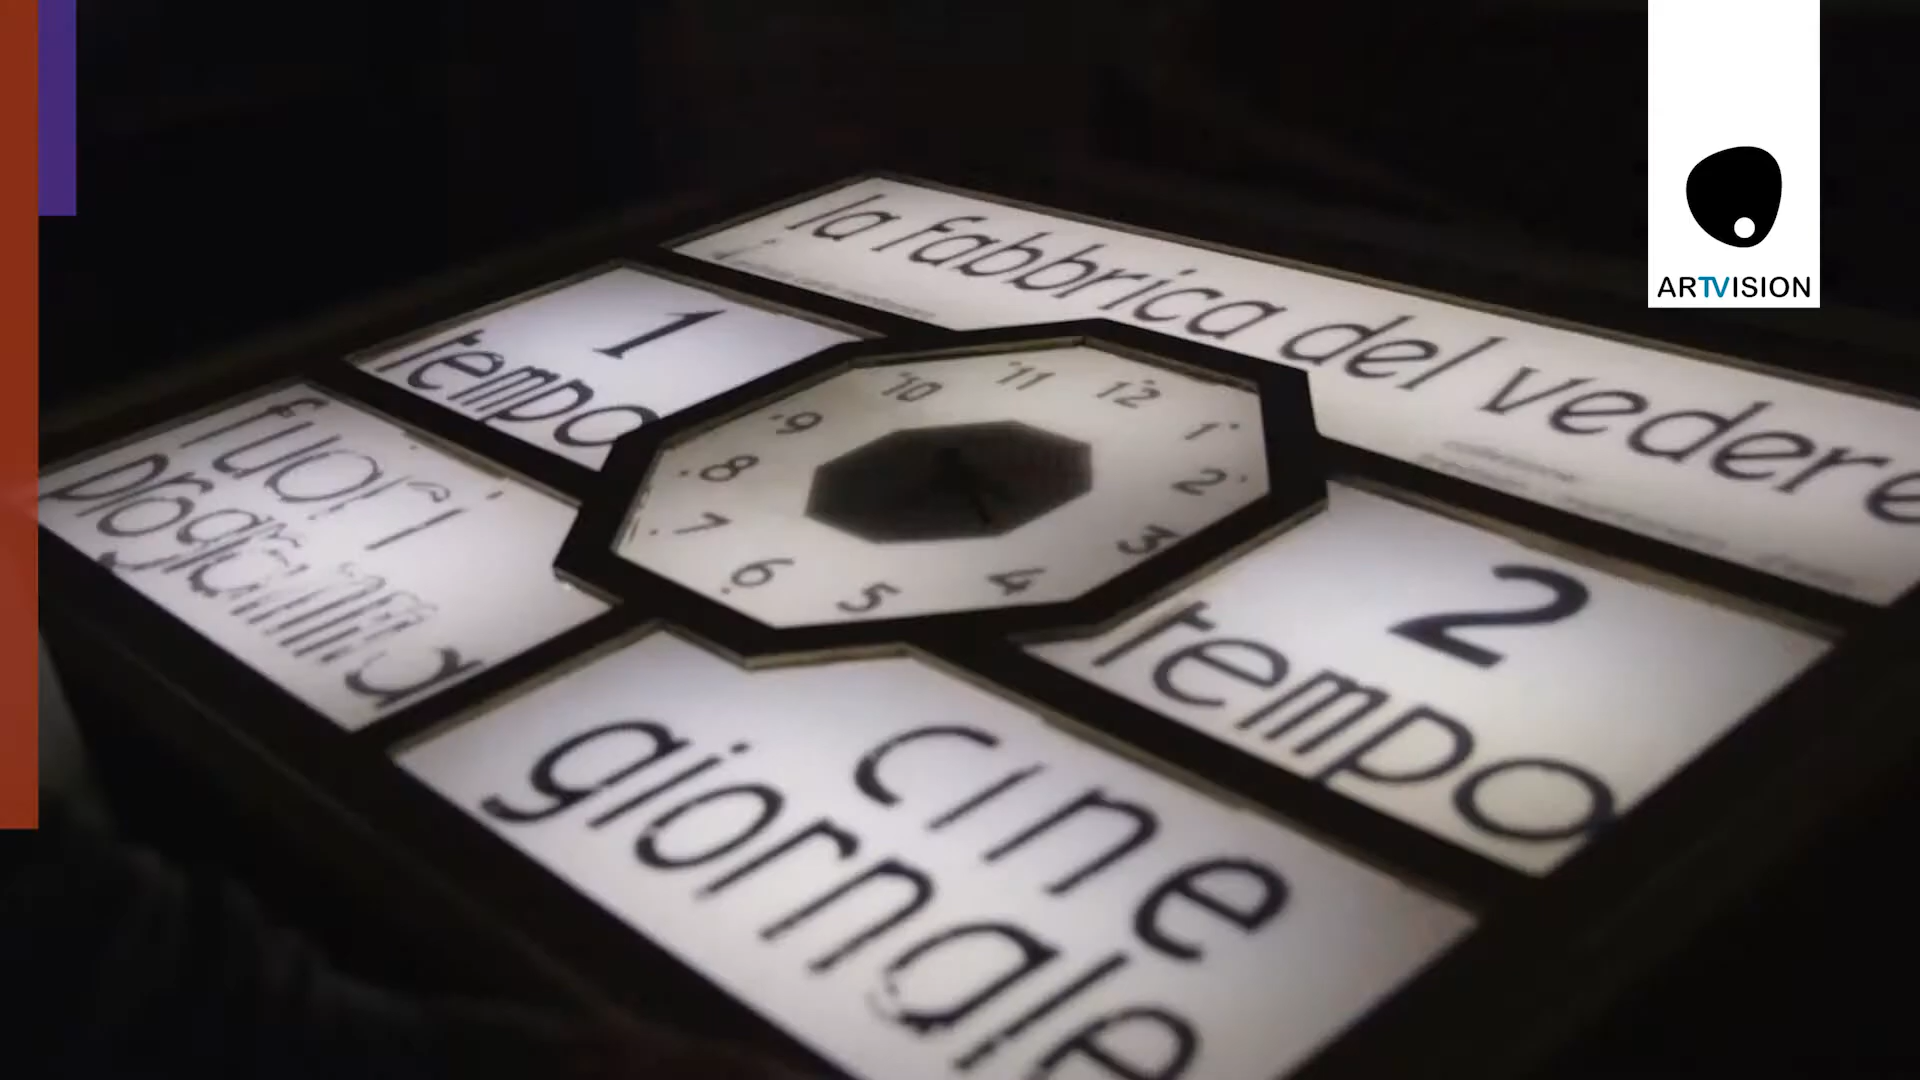 la fabbrica del vedere
1
tempo
fuori
programma
10
11
12
9
1
8
2
7
3
6
5
4
2
tempo
cine
giornale
ARTVISION